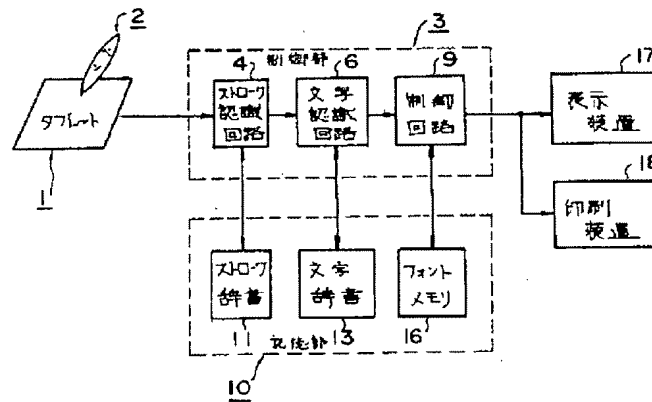 2
ペン
タブレット
1
3
制御部
4
ストローク
認識
回路
6
文字
認識
回路
9
制御
回路
17
表示
装置
18
印刷
装置
ストローク
辞書
11
文字
辞書
13
フォント
メモリ
16
記憶部
10